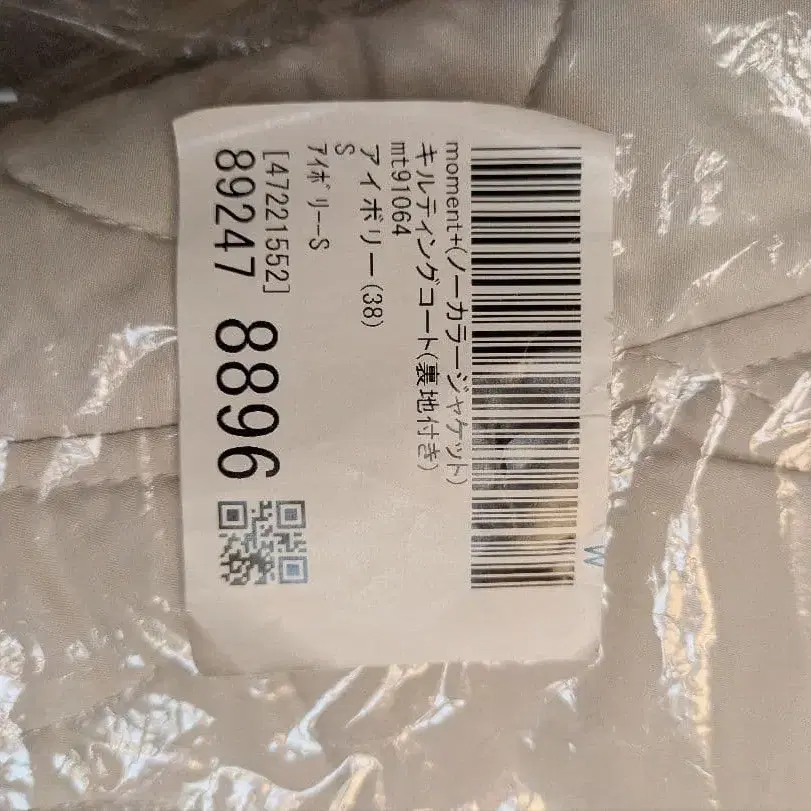 moment+(ノーカラージャケット)
キルティングコート(裏地付き)
mt91064
アイボリー(38)
S
ｱｲﾎﾞﾘｰ-S
[47221552]
89247 8896
W